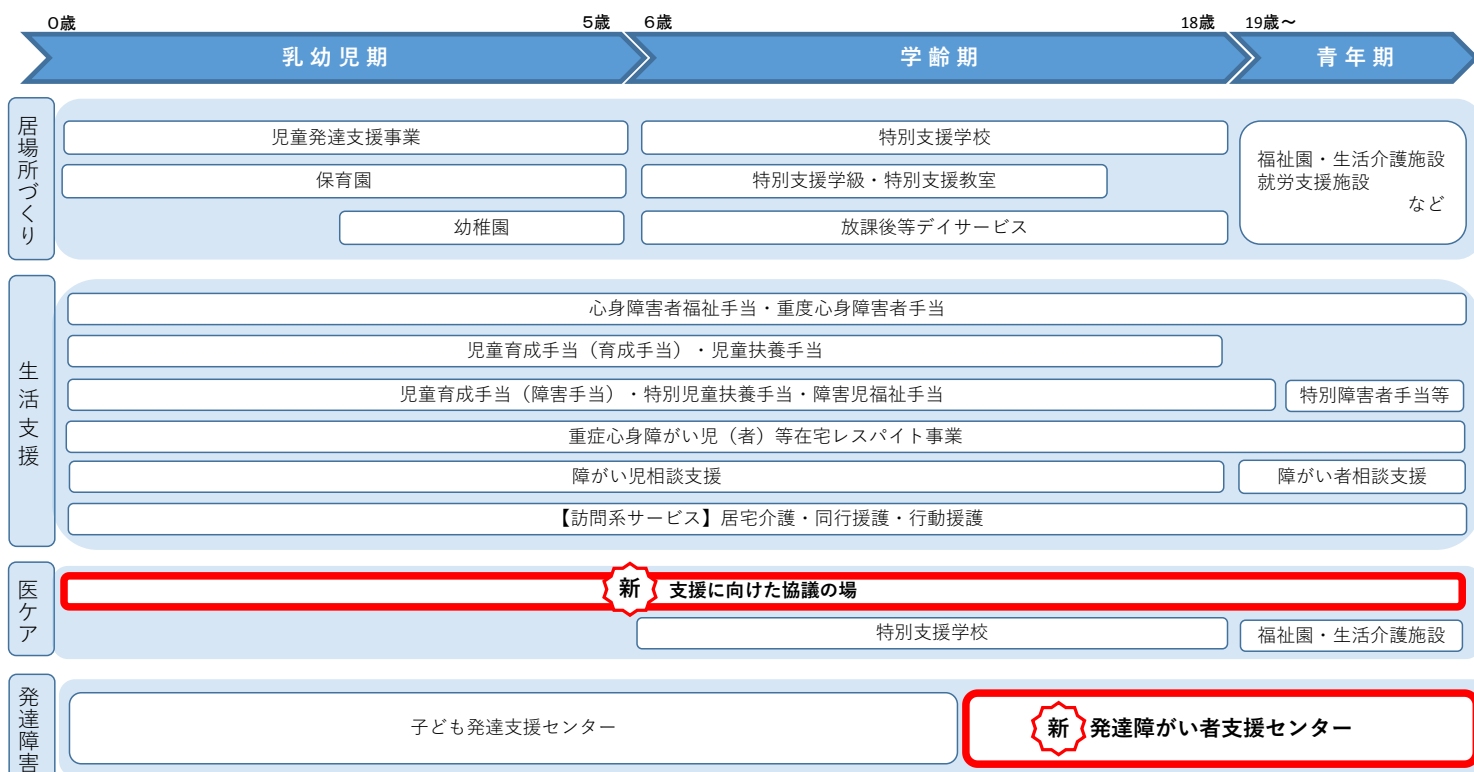 0歳
5歳
6歳
18歳
19歳～
乳幼児期
学齢期
青年期
居場所づくり
児童発達支援事業
特別支援学校
福祉園・生活介護施設
就労支援施設
など
保育園
特別支援学級・特別支援教室
幼稚園
放課後等デイサービス
生活支援
心身障害者福祉手当・重度心身障害者手当
児童育成手当（育成手当）・児童扶養手当
児童育成手当（障害手当）・特別児童扶養手当・障害児福祉手当
特別障害者手当等
重症心身障がい児（者）等在宅レスパイト事業
障がい児相談支援
障がい者相談支援
【訪問系サービス】居宅介護・同行援護・行動援護
医ケア
新
支援に向けた協議の場
特別支援学校
福祉園・生活介護施設
発達障害
子ども発達支援センター
新
発達障がい者支援センター